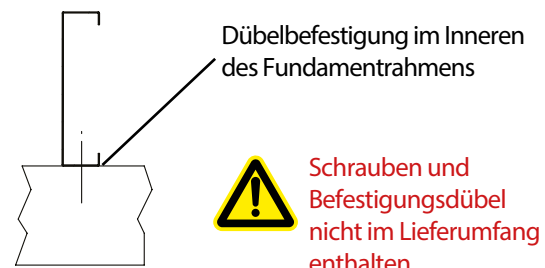 Dübelbefestigung im Inneren
des Fundamentrahmens
Schrauben und
Befestigungsdübel
nicht im Lieferumfang
enthalten